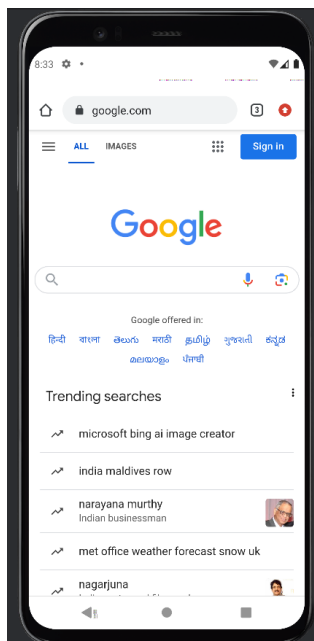 8:33
google.com 3
ALL IMAGES Sign in
Google
Google offered in:
हिन्दी বাংলা తెలుగు मराठी தமிழ் ગુજરાતી ಕನ್ನಡ
മലയാളം ਪੰਜਾਬੀ
Trending searches
microsoft bing ai image creator
india maldives row
narayana murthy
Indian businessman
met office weather forecast snow uk
nagarjuna